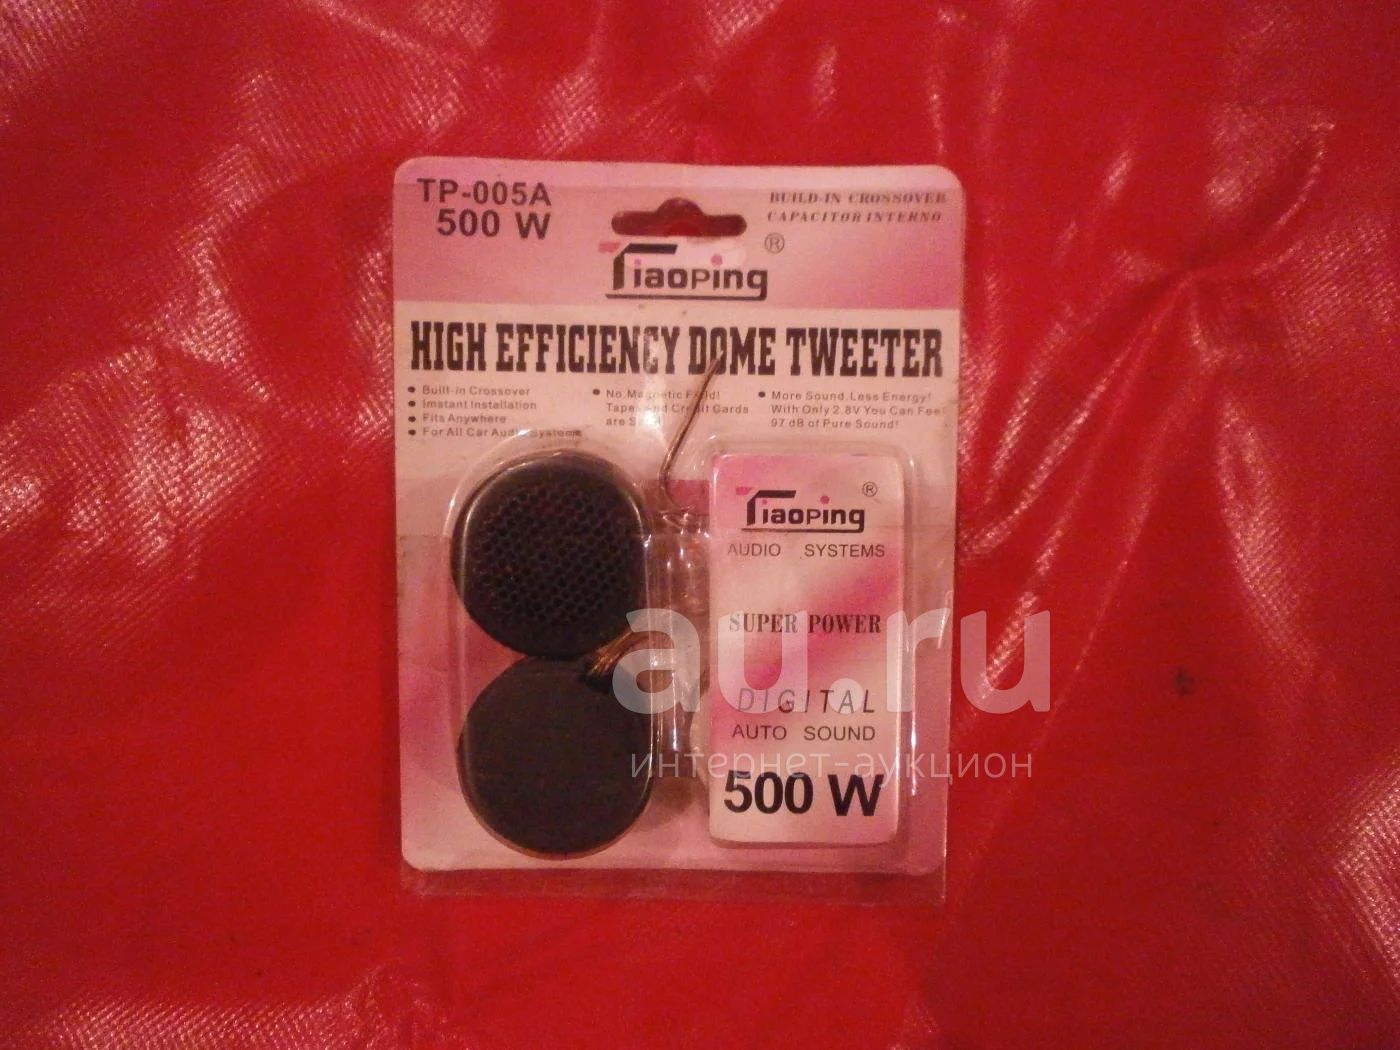 TP-005A
500 W
BUILD-IN CROSSOVER
CAPACITOR INTERNO
Tiaoping ®
HIGH EFFICIENCY DOME TWEETER
• Built-in Crossover
• Imstant Installation
• Fits Anywhere
• For All Car Audio Systems
• No Magnetic Field!
Tapes and Credit Cards
are Safe!
• More Sound Less Energy!
With Only 2.8V You Can Feel
97 dB of Pure Sound!
Tiaoping ®
AUDIO SYSTEMS
SUPER POWER
DIGITAL
AUTO SOUND
500 W
au.ru
интернет-аукцион